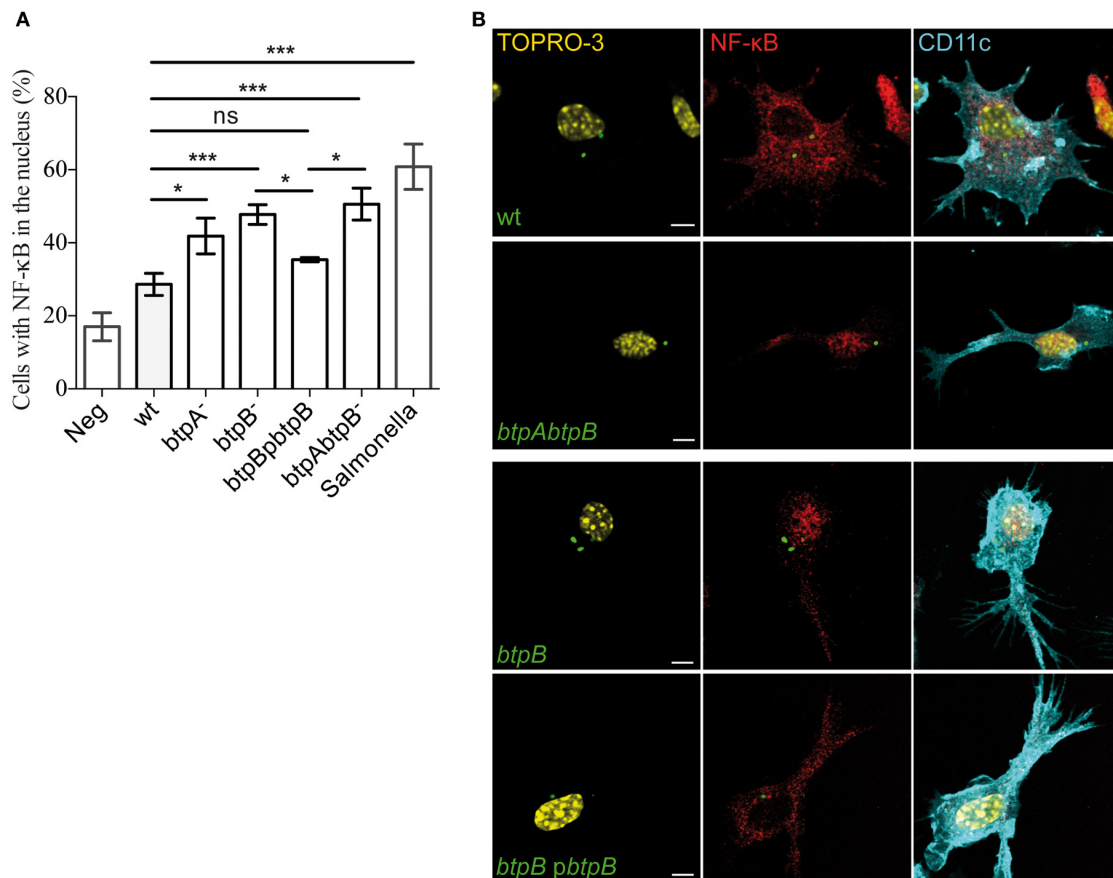 A
Cells with NF-κB in the nucleus (%)
80
60
40
20
0
***
***
ns
***
*
*
*
Neg
wt
btpA-
btpB-
btpBpbtpB
btpAbtpB-
Salmonella
B
TOPRO-3
NF-κB
CD11c
wt
btpAbtpB
btpB
btpB pbtpB